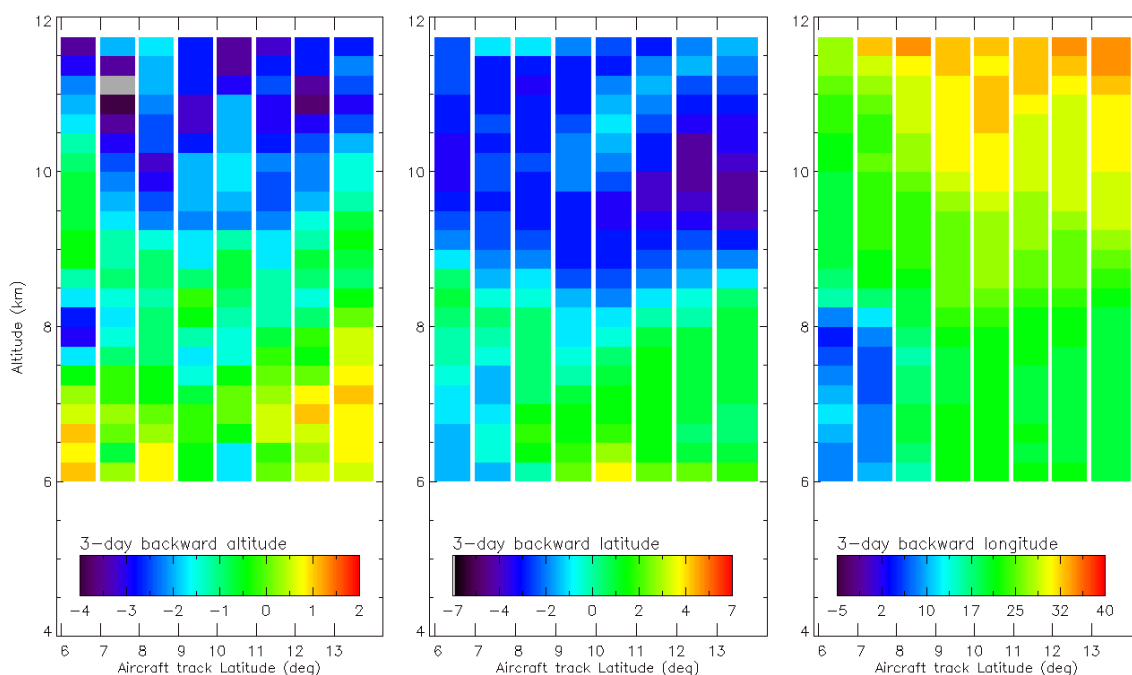 12
10
8
6
4
Altitude (km)
3-day backward altitude
-4 -3 -2 -1 0 1 2
6 7 8 9 10 11 12 13
Aircraft track Latitude (deg)
12
10
8
6
4
3-day backward latitude
-7 -4 -2 0 2 4 7
6 7 8 9 10 11 12 13
Aircraft track Latitude (deg)
12
10
8
6
4
3-day backward longitude
-5 2 10 17 25 32 40
6 7 8 9 10 11 12 13
Aircraft track Latitude (deg)